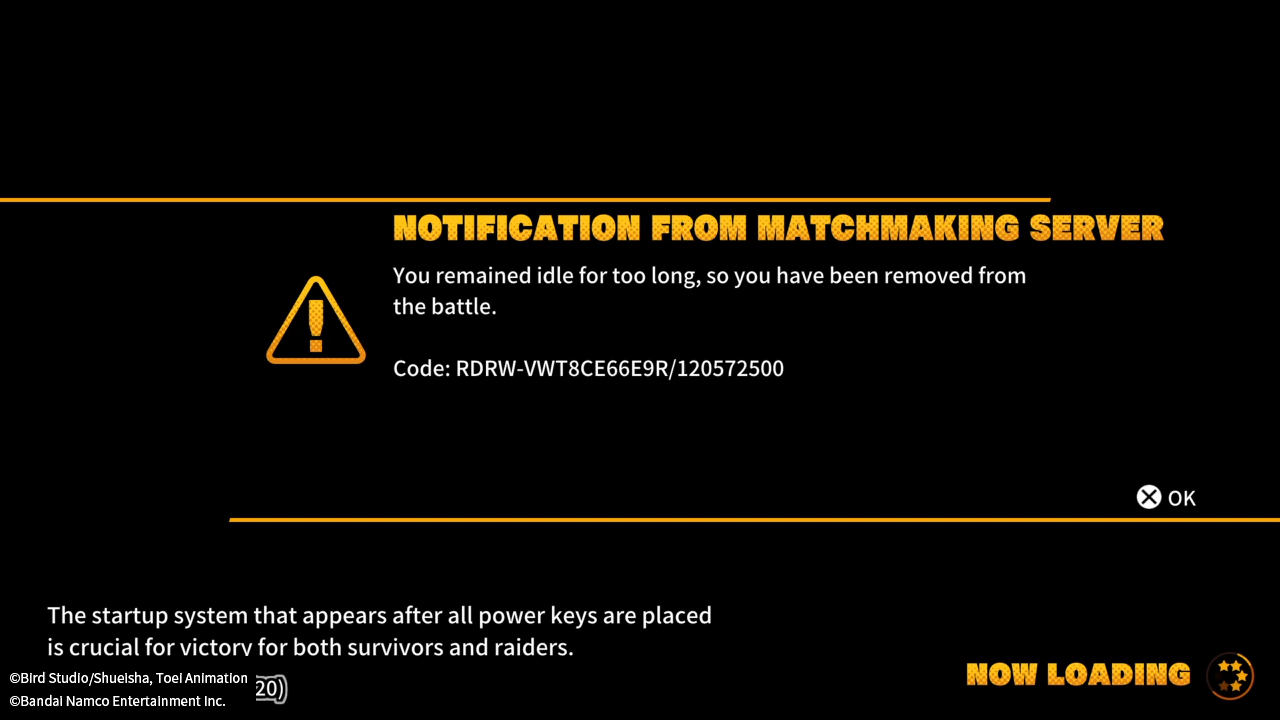 NOTIFICATION FROM MATCHMAKING SERVER
You remained idle for too long, so you have been removed from
the battle.
Code: RDRW-VWT8CE66E9R/120572500
OK
The startup system that appears after all power keys are placed
is crucial for victory for both survivors and raiders.
20)
NOW LOADING
©Bird Studio/Shueisha, Toei Animation
©Bandai Namco Entertainment Inc.